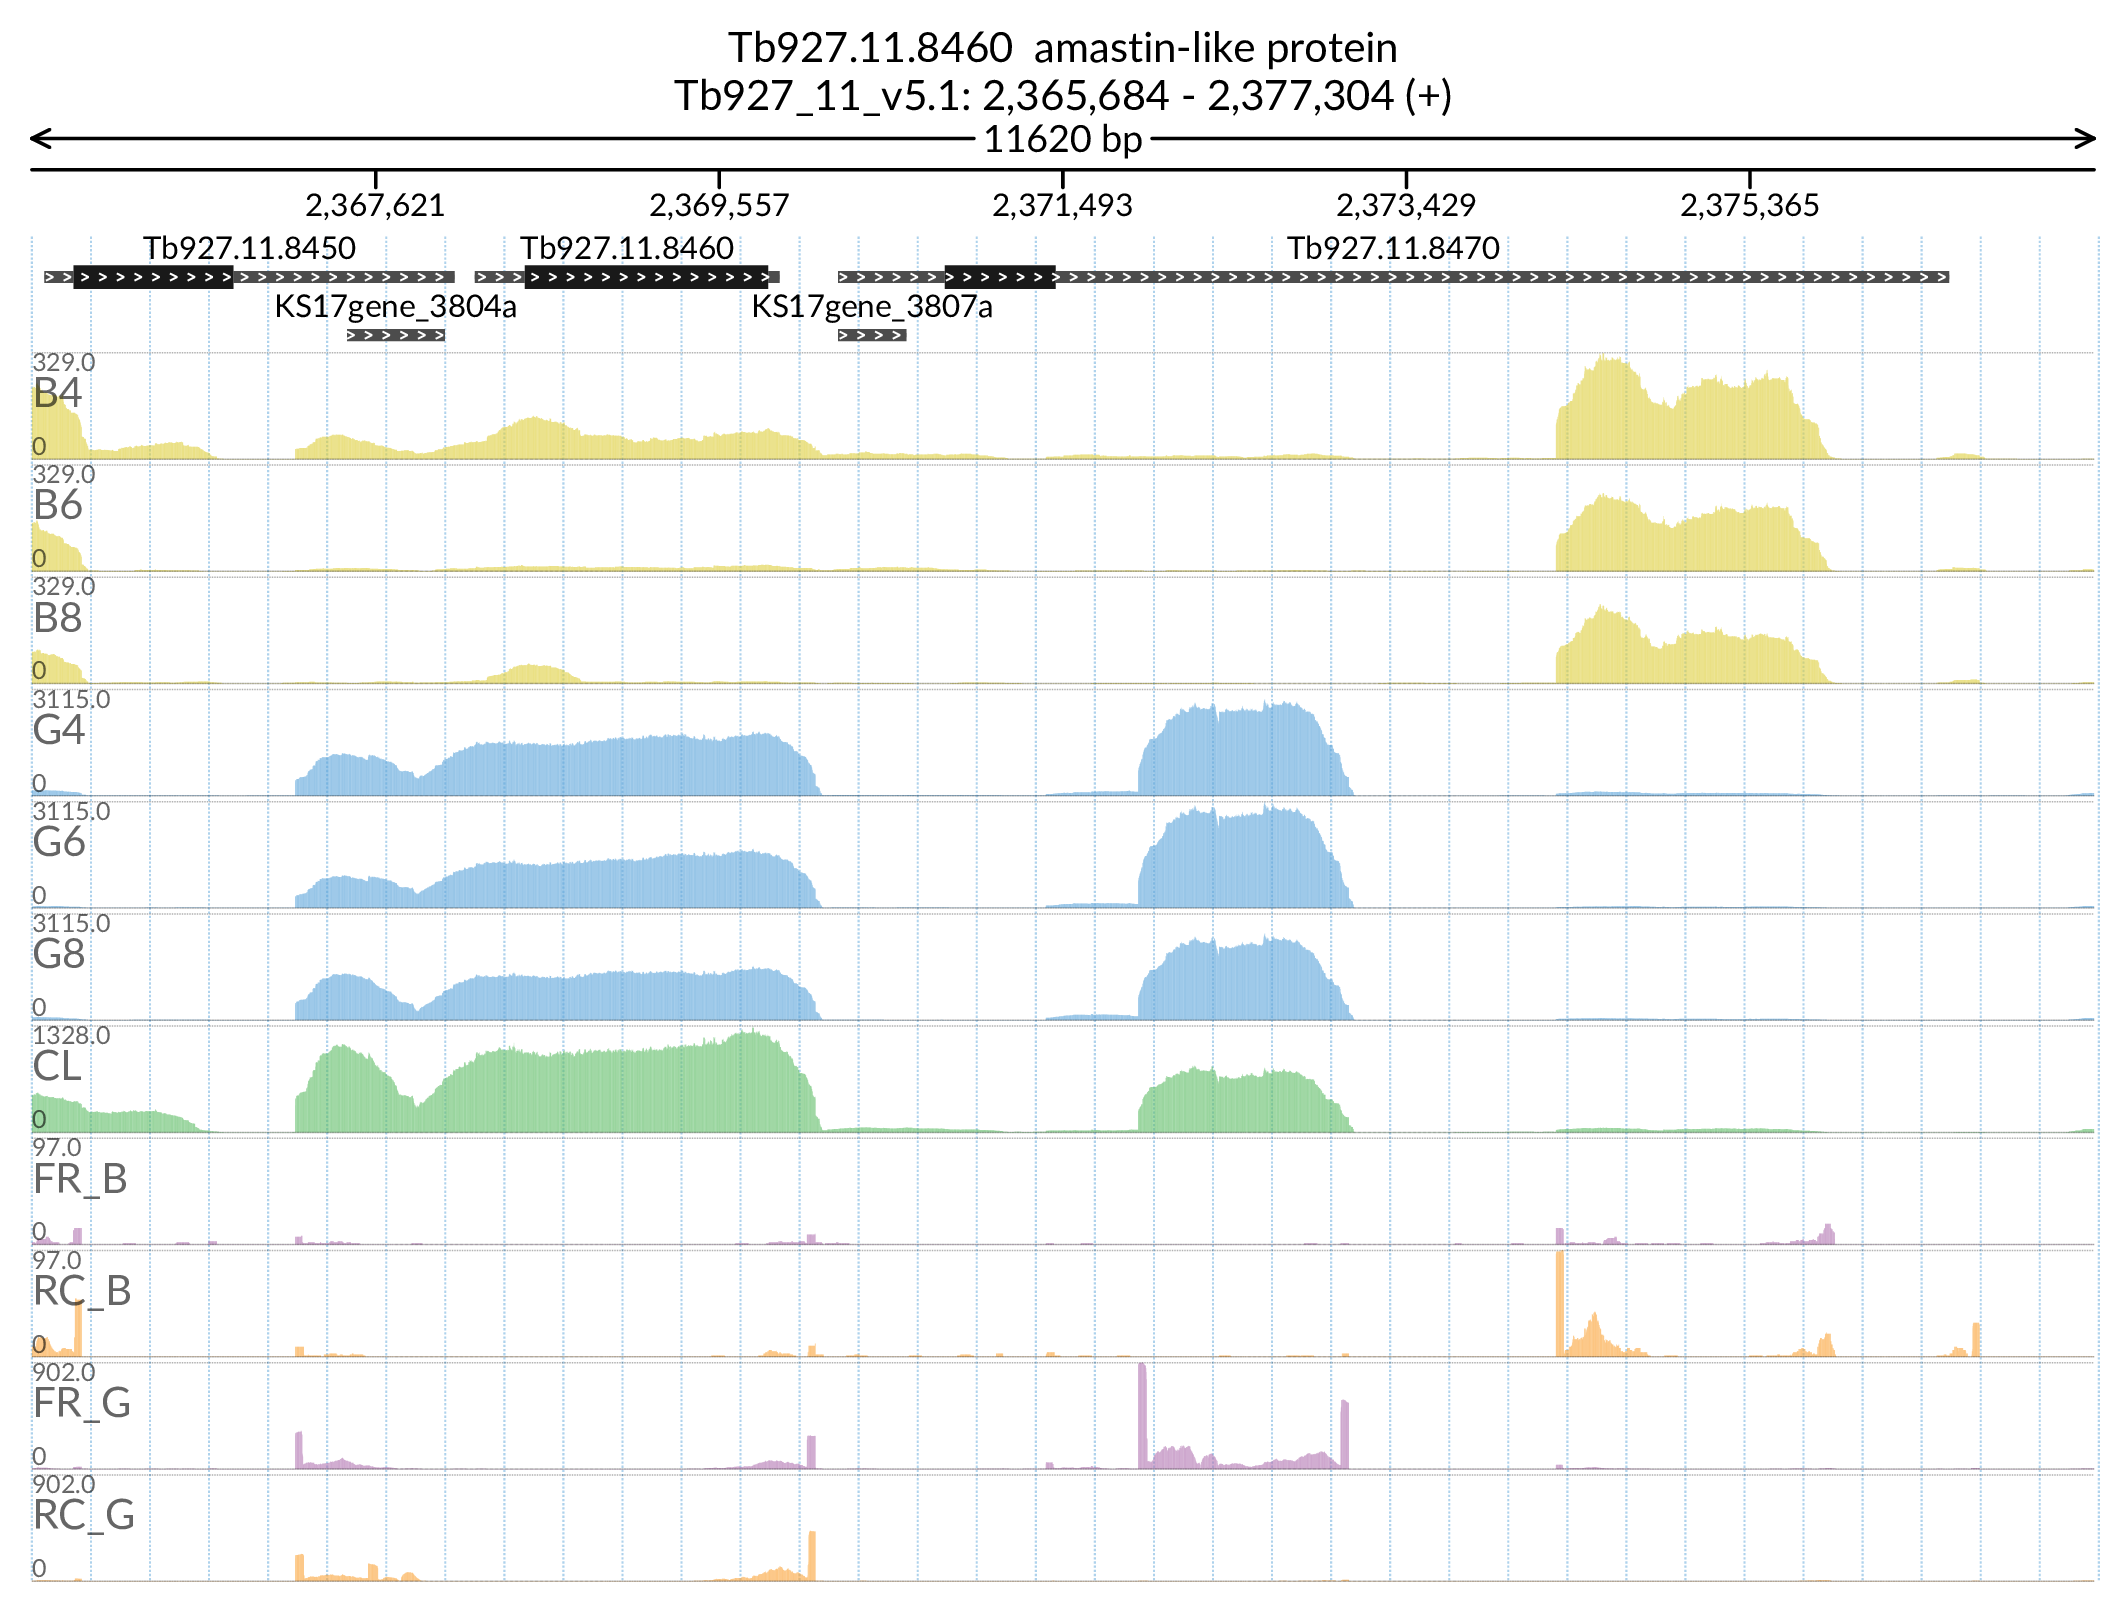 Tb927.11.8460  amastin-like protein
Tb927_11_v5.1: 2,365,684 - 2,377,304 (+)
11620 bp
2,367,621 2,369,557 2,371,493 2,373,429 2,375,365
Tb927.11.8450 Tb927.11.8460 Tb927.11.8470
KS17gene_3804a KS17gene_3807a
329.0
B4
0
329.0
B6
0
329.0
B8
0
3115.0
G4
0
3115.0
G6
0
3115.0
G8
0
1328.0
CL
0
97.0
FR_B
0
97.0
RC_B
0
902.0
FR_G
0
902.0
RC_G
0